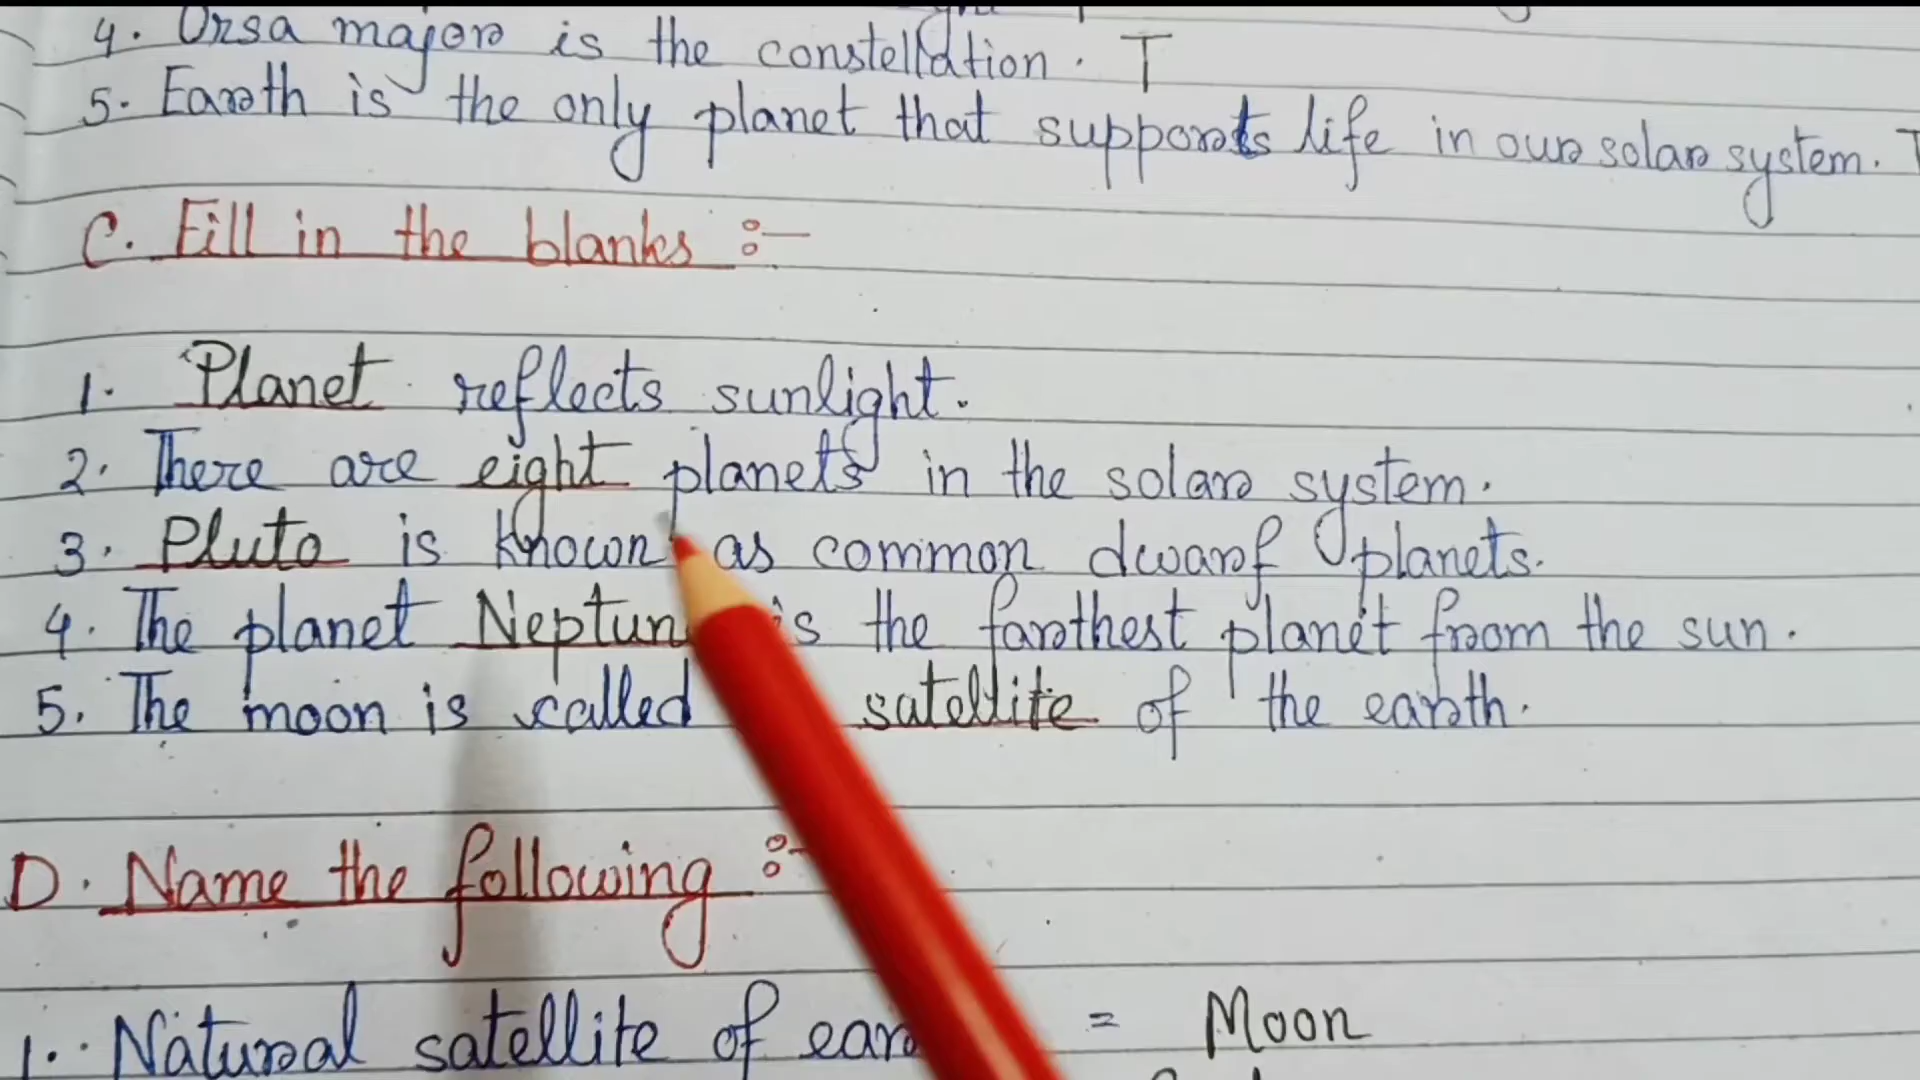 4. Ursa major is the constellation. T
5. Earth is the only planet that supports life in our solar system. T
C. Fill in the blanks :-
1. Planet reflects sunlight.
2. There are eight planets in the solar system.
3. Pluto is known as common dwarf planets.
4. The planet Neptun is the farthest planet from the sun.
5. The moon is called satellite of the earth.
D. Name the following :-
1. Natural satellite of ear = Moon